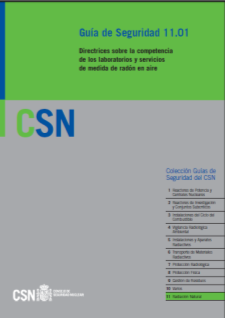 Guía de Seguridad 11.01
Directrices sobre la competencia
de los laboratorios y servicios
de medida de radón en aire
CSN
Colección Guías de
Seguridad del CSN
1 Reactores de Potencia y
Centrales Nucleares
2 Reactores de Investigación
y Conjuntos Subcríticos
3 Instalaciones del Ciclo del
Combustible
4 Vigilancia Radiológica
Ambiental
5 Instalaciones y Aparatos
Radiactivos
6 Transporte de Materiales
Radiactivos
7 Protección Radiológica
8 Protección Física
9 Gestión de Residuos
10 Varios
11 Radiación Natural
CSN
CONSEJO DE
SEGURIDAD NUCLEAR